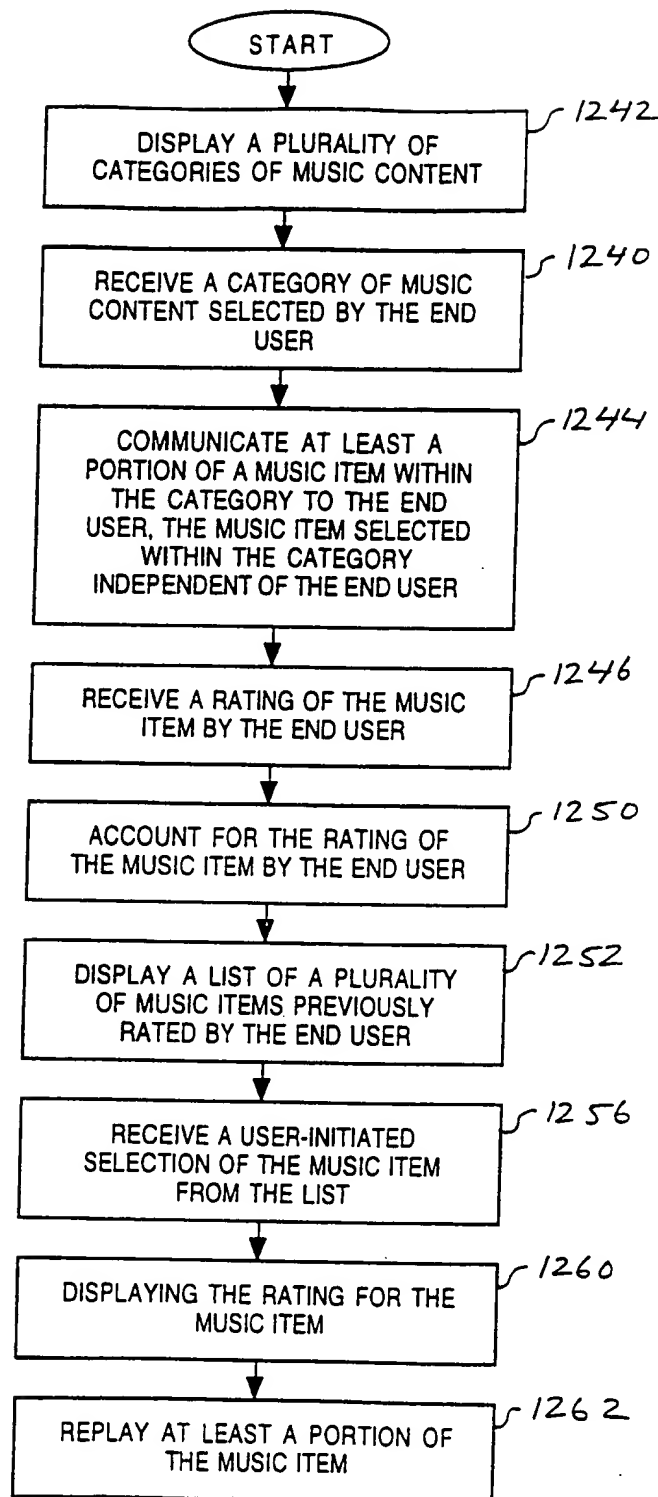 START
1242
DISPLAY A PLURALITY OF
CATEGORIES OF MUSIC CONTENT
1240
RECEIVE A CATEGORY OF MUSIC
CONTENT SELECTED BY THE END
USER
1244
COMMUNICATE AT LEAST A
PORTION OF A MUSIC ITEM WITHIN
THE CATEGORY TO THE END
USER, THE MUSIC ITEM SELECTED
WITHIN THE CATEGORY
INDEPENDENT OF THE END USER
1246
RECEIVE A RATING OF THE MUSIC
ITEM BY THE END USER
1250
ACCOUNT FOR THE RATING OF
THE MUSIC ITEM BY THE END USER
1252
DISPLAY A LIST OF A PLURALITY
OF MUSIC ITEMS PREVIOUSLY
RATED BY THE END USER
1256
RECEIVE A USER-INITIATED
SELECTION OF THE MUSIC ITEM
FROM THE LIST
1260
DISPLAYING THE RATING FOR THE
MUSIC ITEM
1262
REPLAY AT LEAST A PORTION OF
THE MUSIC ITEM